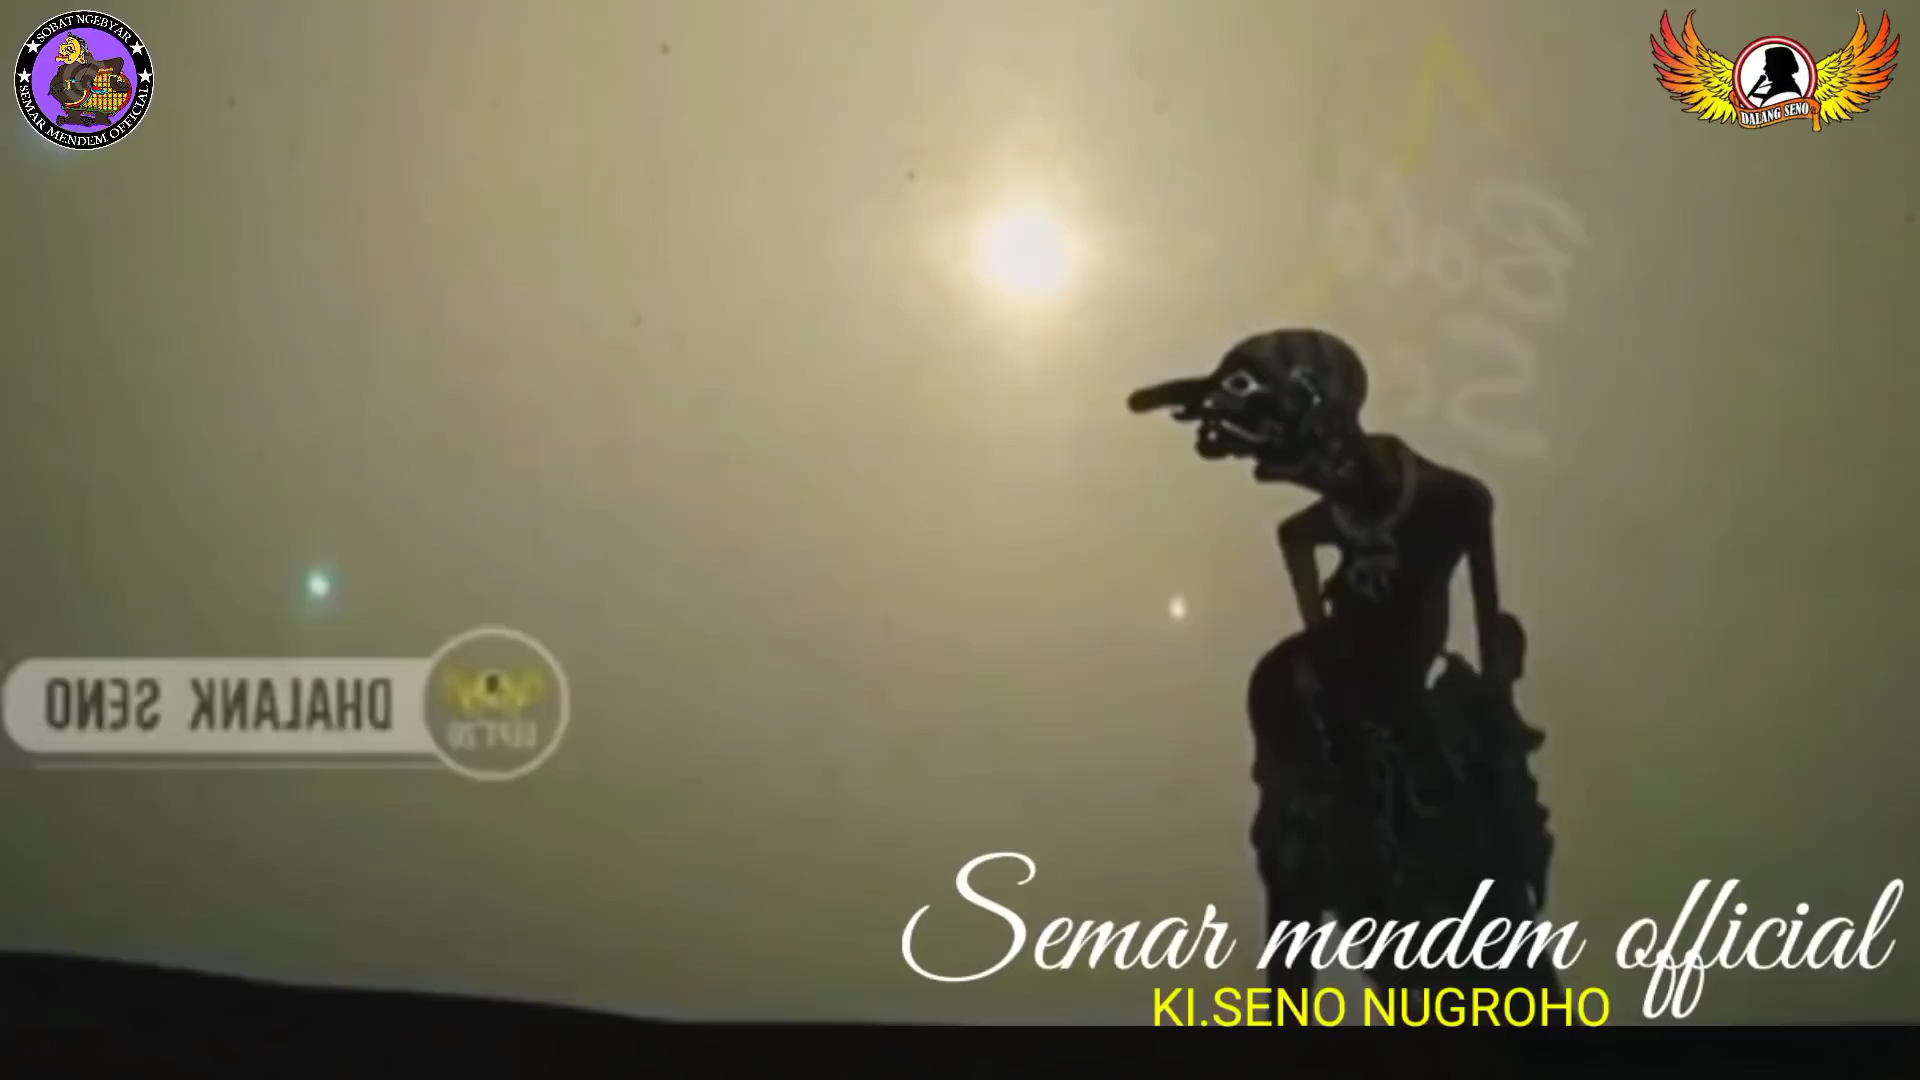 SOBAT NGEBYAR
SEMAR MENDEM OFFICIAL
DALANG SENO
DHALANK SENO
Semar mendem official
KI.SENO NUGROHO